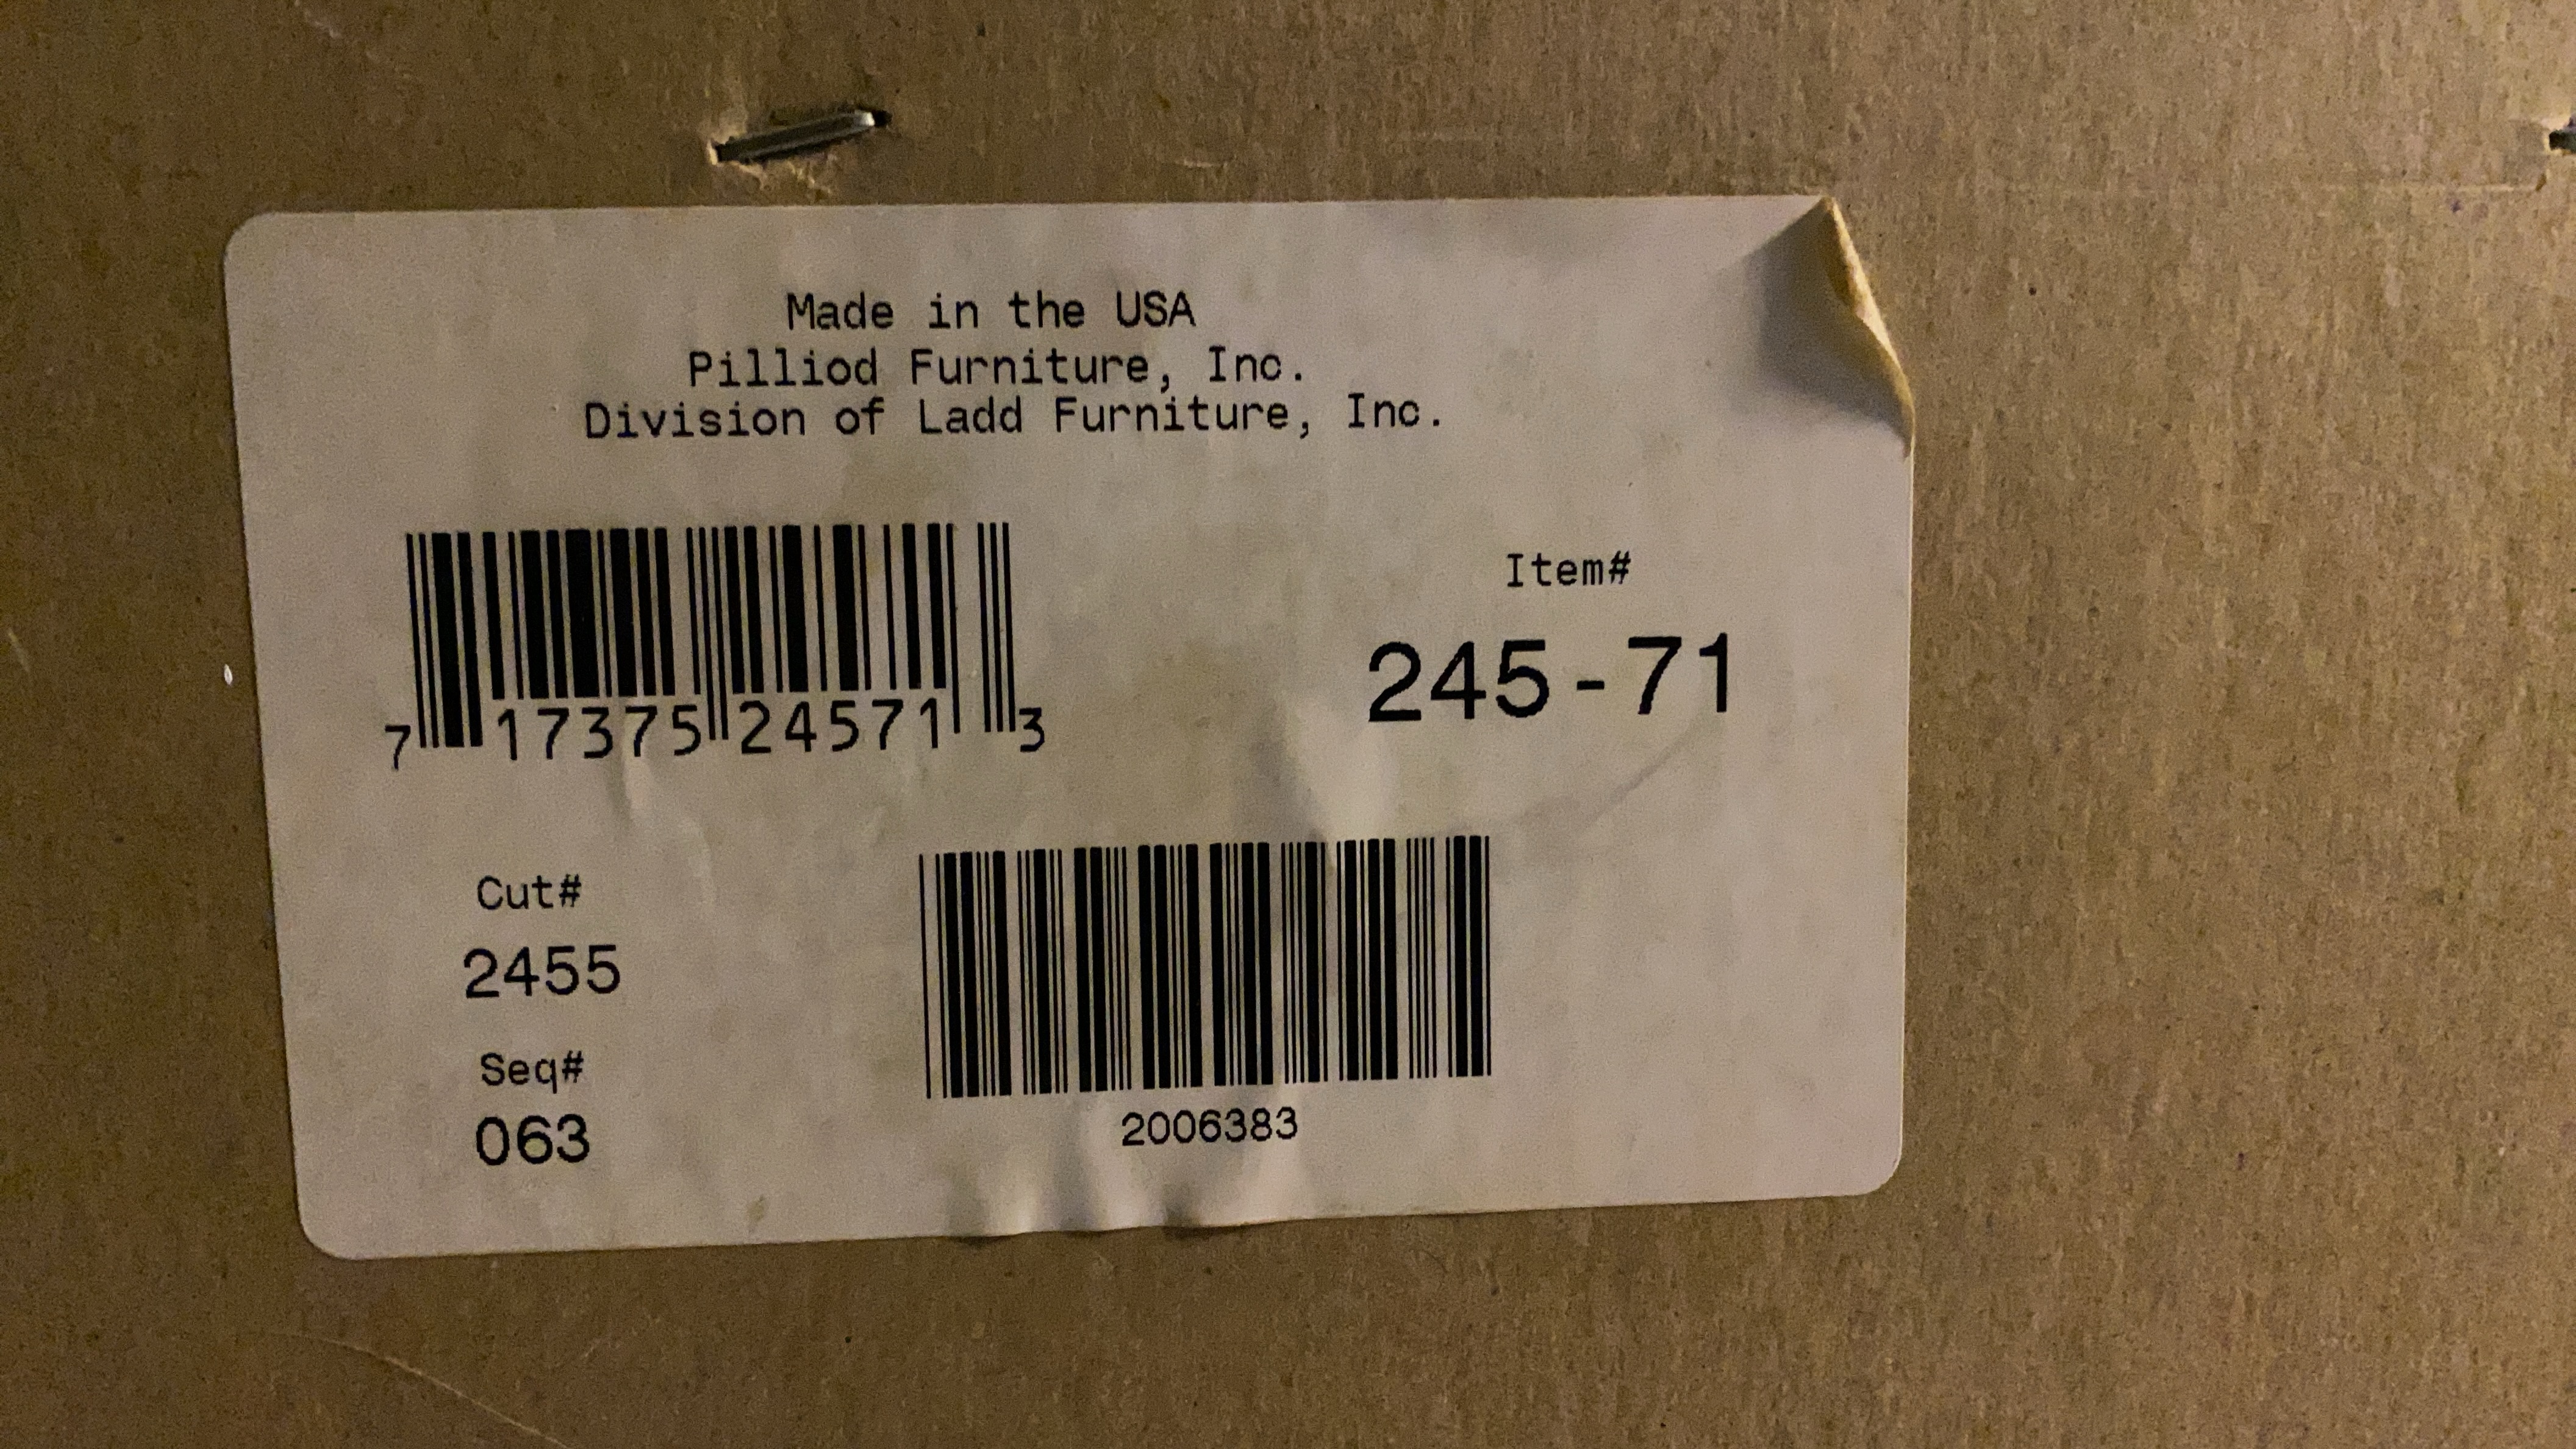 Made in the USA
Pilliod Furniture, Inc.
Division of Ladd Furniture, Inc.
7 17375 24571 3
Item#
245-71
Cut#
2455
Seq#
063
2006383